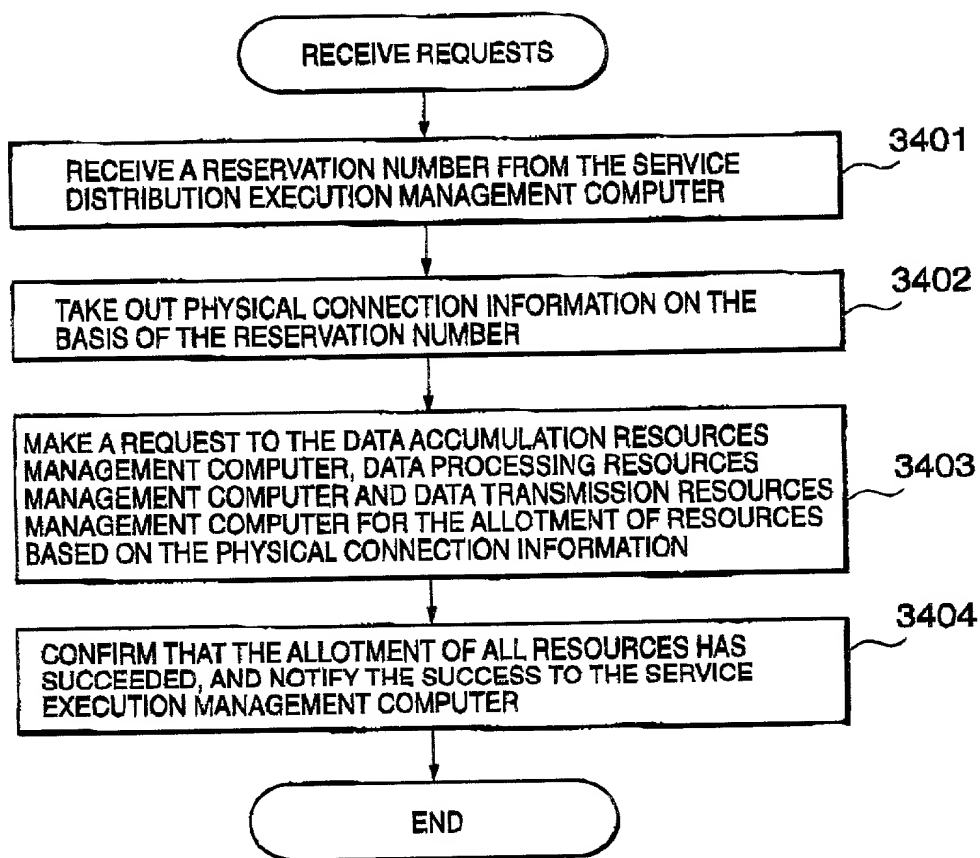 RECEIVE REQUESTS
3401
RECEIVE A RESERVATION NUMBER FROM THE SERVICE
DISTRIBUTION EXECUTION MANAGEMENT COMPUTER
3402
TAKE OUT PHYSICAL CONNECTION INFORMATION ON THE
BASIS OF THE RESERVATION NUMBER
3403
MAKE A REQUEST TO THE DATA ACCUMULATION RESOURCES
MANAGEMENT COMPUTER, DATA PROCESSING RESOURCES
MANAGEMENT COMPUTER AND DATA TRANSMISSION RESOURCES
MANAGEMENT COMPUTER FOR THE ALLOTMENT OF RESOURCES
BASED ON THE PHYSICAL CONNECTION INFORMATION
3404
CONFIRM THAT THE ALLOTMENT OF ALL RESOURCES HAS
SUCCEEDED, AND NOTIFY THE SUCCESS TO THE SERVICE
EXECUTION MANAGEMENT COMPUTER
END